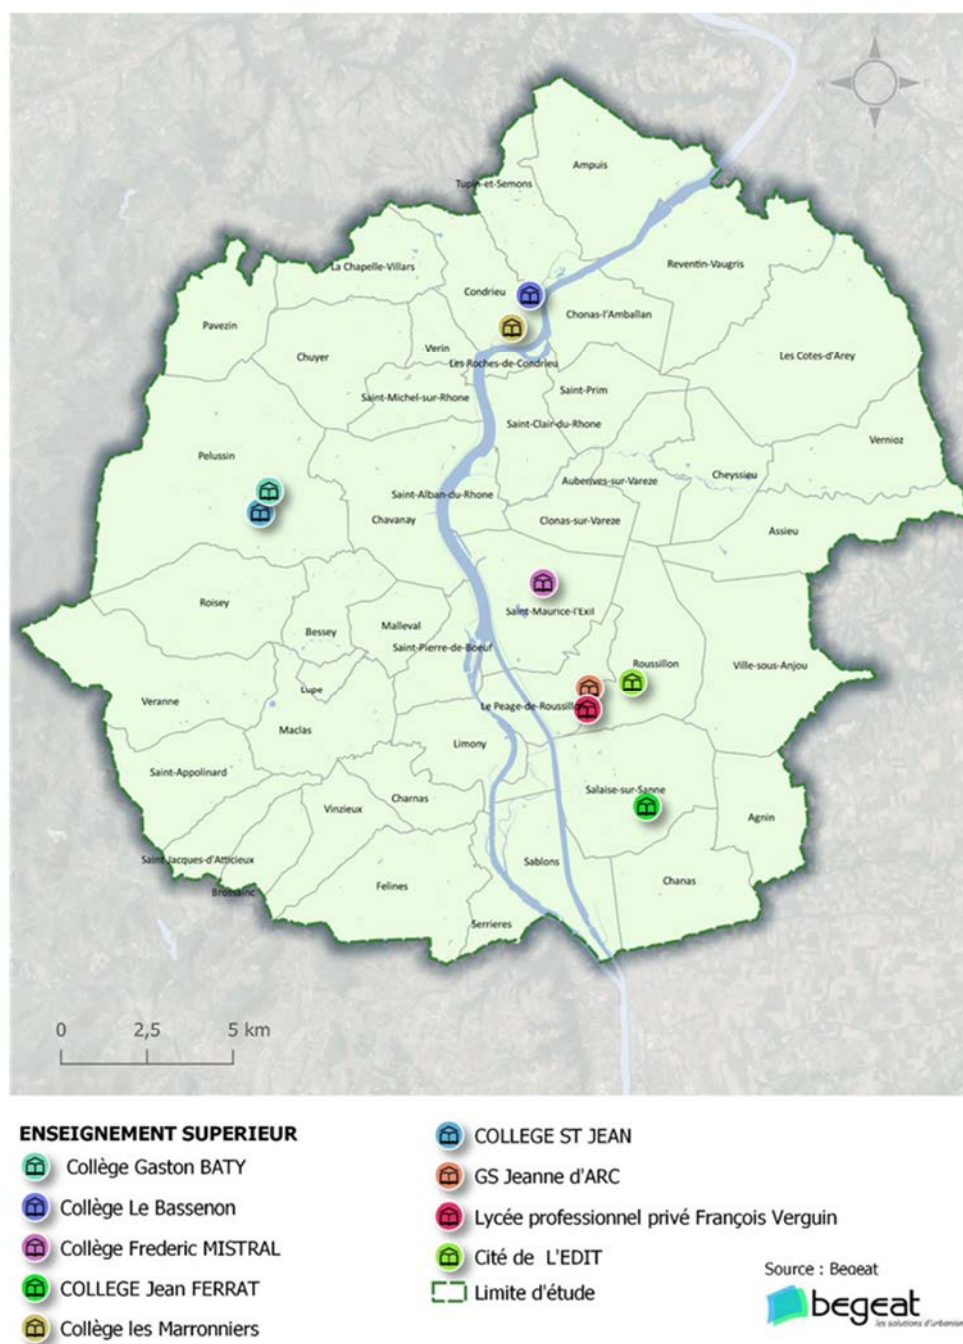 Ampuis
Tupin-et-Semons
Reventin-Vaugris
La Chapelle-Villars
Condrieu
Chonas-l'Amballan
Pavezin
Chuyer
Verin
Les Roches-de-Condrieu
Les Cotes-d'Arey
Saint-Michel-sur-Rhone
Saint-Prim
Saint-Clair-du-Rhone
Vernioz
Pelussin
Cheyssieu
Auberives-sur-Vareze
Saint-Alban-du-Rhone
Chavanay
Clonas-sur-Vareze
Assieu
Roisey
Saint-Maurice-l'Exil
Bessey
Malleval
Saint-Pierre-de-Boeuf
Roussillon
Ville-sous-Anjou
Lupe
Veranne
Le Peage-de-Roussillon
Maclas
Limony
Saint-Appolinard
Salaise-sur-Sanne
Vinzieux
Charnas
Agnin
Saint-Jacques-d'Atticieux
Sablons
Brossainc
Felines
Chanas
Serrieres
0 2,5 5 km
ENSEIGNEMENT SUPERIEUR
Collège Gaston BATY
Collège Le Bassenon
Collège Frederic MISTRAL
COLLEGE Jean FERRAT
Collège les Marronniers
COLLEGE ST JEAN
GS Jeanne d'ARC
Lycée professionnel privé François Verguin
Cité de L'EDIT
Limite d'étude
Source : Begeat
begeat
les solutions d'urbanisme